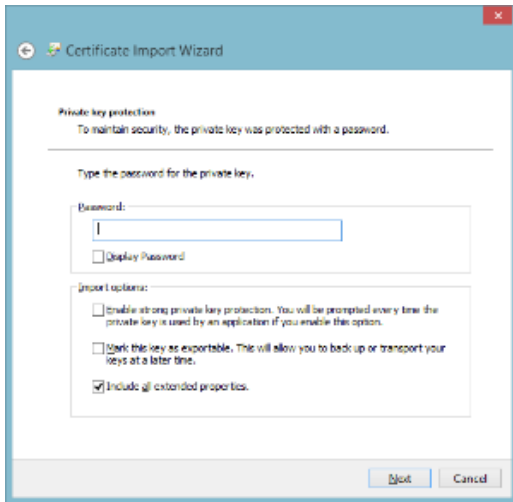 Certificate Import Wizard
Private key protection
To maintain security, the private key was protected with a password.
Type the password for the private key.
Password:
Display Password
Import options:
Enable strong private key protection. You will be prompted every time the
private key is used by an application if you enable this option.
Mark this key as exportable. This will allow you to back up or transport your
keys at a later time.
Include all extended properties.
Next
Cancel